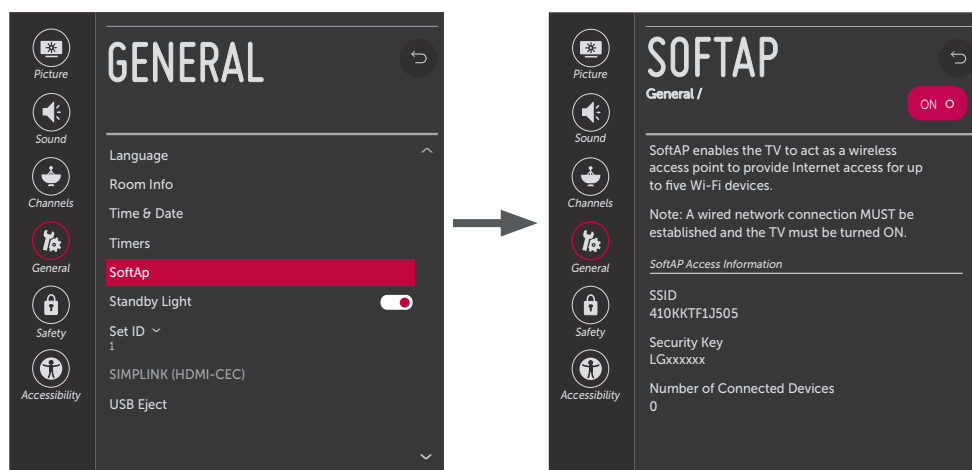 Picture
Sound
Channels
General
Safety
Accessibility
GENERAL
Language
Room Info
Time & Date
Timers
SoftAp
Standby Light
Set ID
1
SIMPLINK (HDMI-CEC)
USB Eject
Picture
Sound
Channels
General
Safety
Accessibility
SOFTAP
General /
ON
SoftAP enables the TV to act as a wireless
access point to provide Internet access for up
to five Wi-Fi devices.
Note: A wired network connection MUST be
established and the TV must be turned ON.
SoftAP Access Information
SSID
410KKTF1J505
Security Key
LGxxxxxx
Number of Connected Devices
0